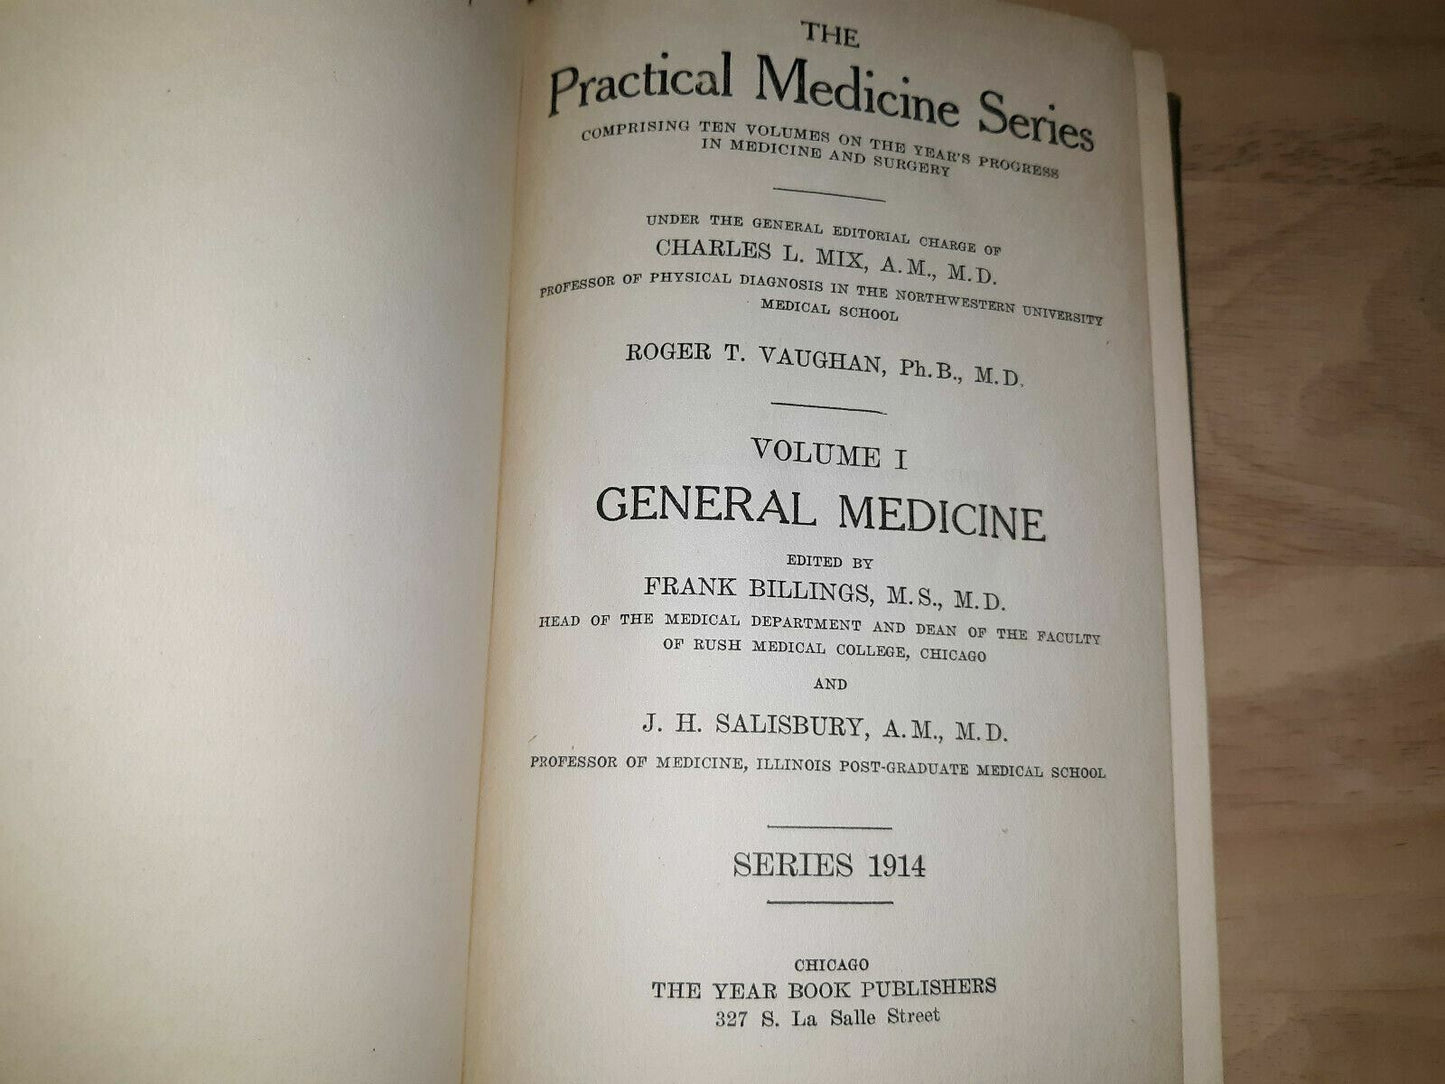 THE
Practical Medicine Series
COMPRISING TEN VOLUMES ON THE YEAR'S PROGRESS
IN MEDICINE AND SURGERY
UNDER THE GENERAL EDITORIAL CHARGE OF
CHARLES L. MIX, A.M., M.D.
PROFESSOR OF PHYSICAL DIAGNOSIS IN THE NORTHWESTERN UNIVERSITY
MEDICAL SCHOOL
ROGER T. VAUGHAN, Ph.B., M.D.
VOLUME I
GENERAL MEDICINE
EDITED BY
FRANK BILLINGS, M.S., M.D.
HEAD OF THE MEDICAL DEPARTMENT AND DEAN OF THE FACULTY
OF RUSH MEDICAL COLLEGE, CHICAGO
AND
J. H. SALISBURY, A.M., M.D.
PROFESSOR OF MEDICINE, ILLINOIS POST-GRADUATE MEDICAL SCHOOL
SERIES 1914
CHICAGO
THE YEAR BOOK PUBLISHERS
327 S. La Salle Street